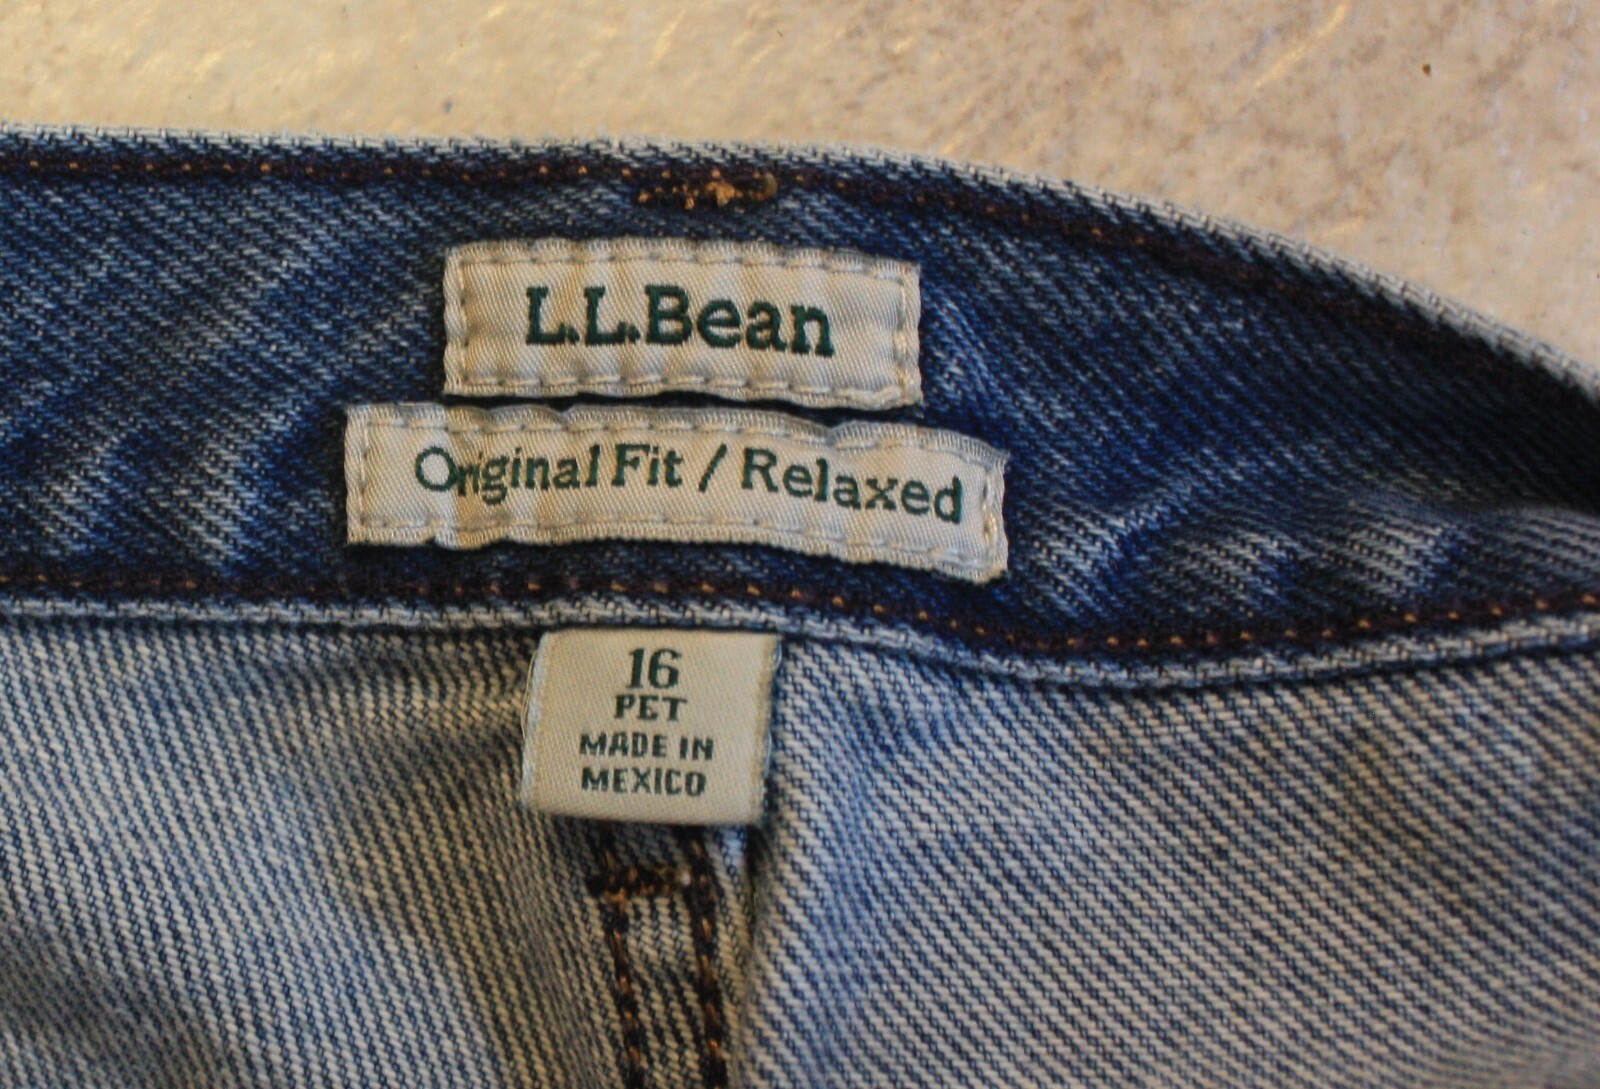 L.L.Bean
Original Fit / Relaxed
16
PET
MADE IN
MEXICO